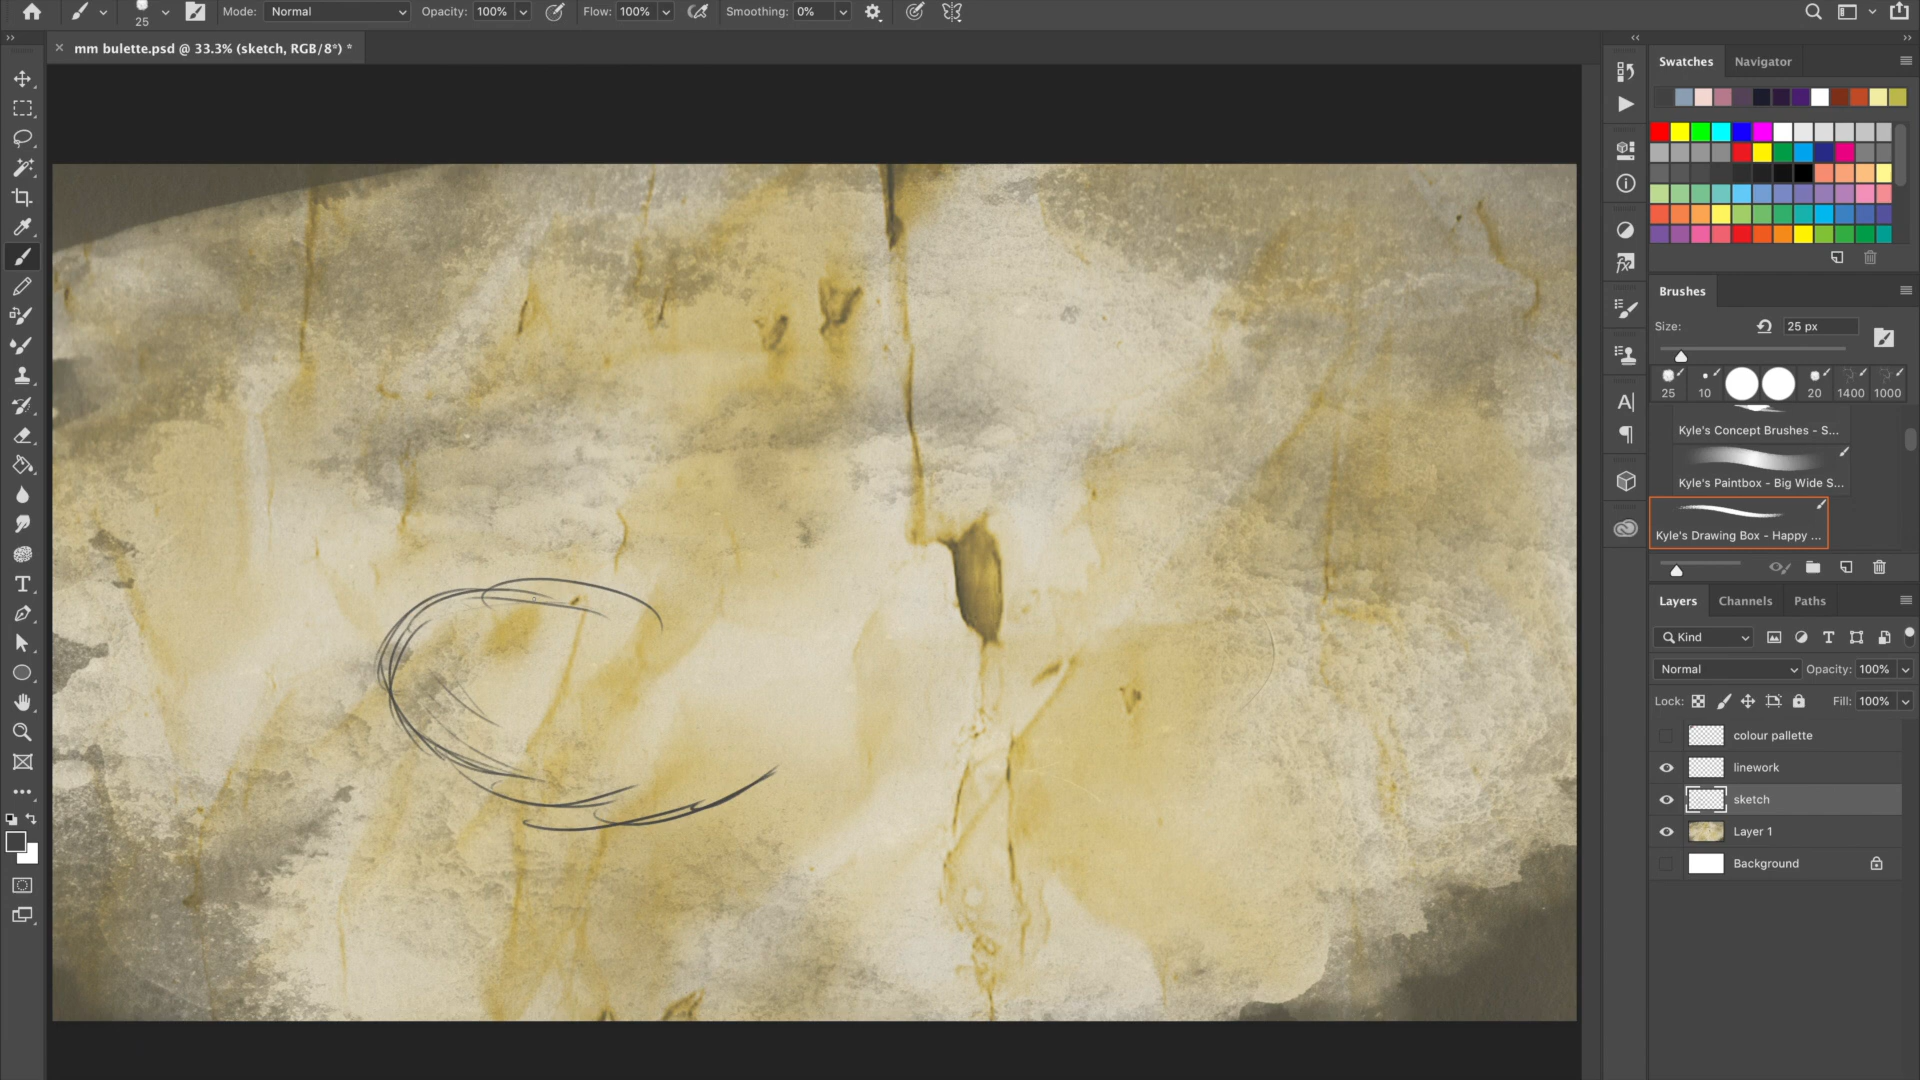 25
Mode: Normal
Opacity: 100%
Flow: 100%
Smoothing: 0%
mm bulette.psd @ 33.3% (sketch, RGB/8*) *
Swatches Navigator
Brushes
Size: 25 px
25 10 20 1400 1000
Kyle's Concept Brushes - S...
Kyle's Paintbox - Big Wide S...
Kyle's Drawing Box - Happy ...
Layers Channels Paths
Kind
Normal Opacity: 100%
Lock: Fill: 100%
colour pallette
linework
sketch
Layer 1
Background